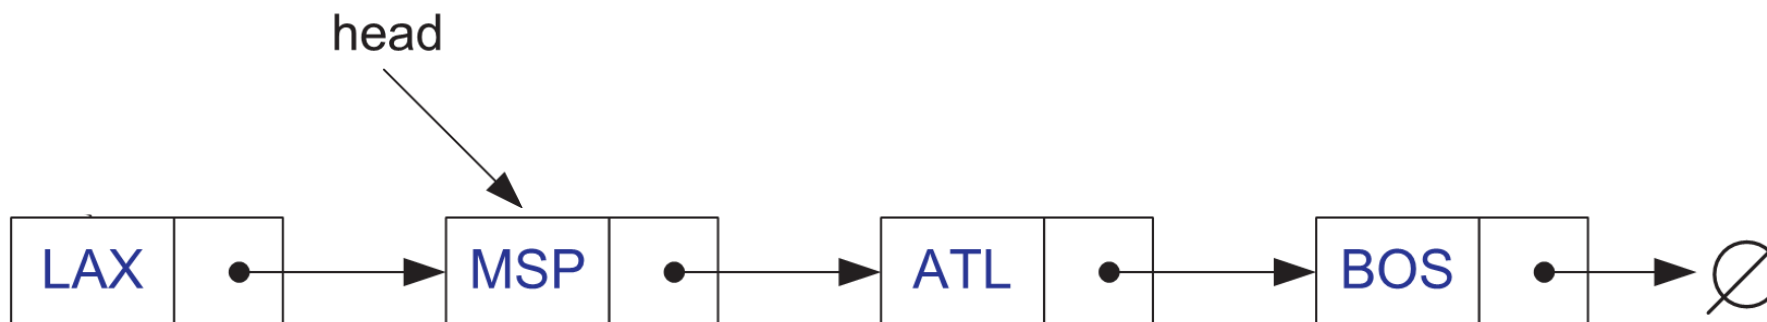 head
LAX MSP ATL BOS ∅